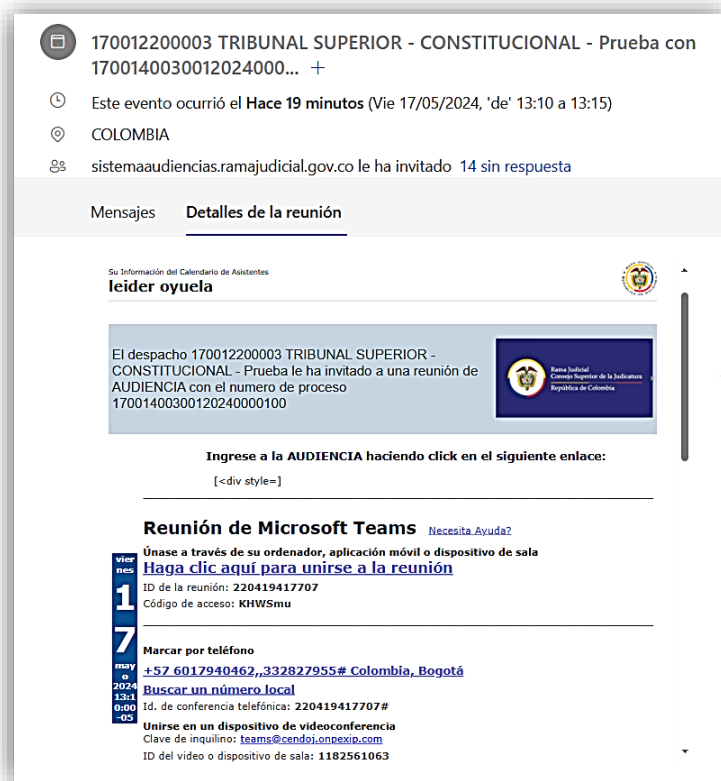 170012200003 TRIBUNAL SUPERIOR - CONSTITUCIONAL - Prueba con
1700140030012024000... +
Este evento ocurrió el Hace 19 minutos (Vie 17/05/2024, 'de' 13:10 a 13:15)
COLOMBIA
sistemaaudiencias.ramajudicial.gov.co le ha invitado 14 sin respuesta
Mensajes Detalles de la reunión
Su Información del Calendario de Asistentes
leider oyuela
El despacho 170012200003 TRIBUNAL SUPERIOR -
CONSTITUCIONAL - Prueba le ha invitado a una reunión de
AUDIENCIA con el numero de proceso
17001400300120240000100
Rama Judicial
Consejo Superior de la Judicatura
República de Colombia
Ingrese a la AUDIENCIA haciendo click en el siguiente enlace:
[<div style=]
Reunión de Microsoft Teams Necesita Ayuda?
Únase a través de su ordenador, aplicación móvil o dispositivo de sala
Haga clic aquí para unirse a la reunión
ID de la reunión: 220419417707
Código de acceso: KHWSmu
vier
nes
1
7
may
o
2024
13:1
0:00
-05
Marcar por teléfono
+57 6017940462,,332827955# Colombia, Bogotá
Buscar un número local
Id. de conferencia telefónica: 220419417707#
Unirse en un dispositivo de videoconferencia
Clave de inquilino: teams@cendoj.onpexip.com
ID del video o dispositivo de sala: 1182561063